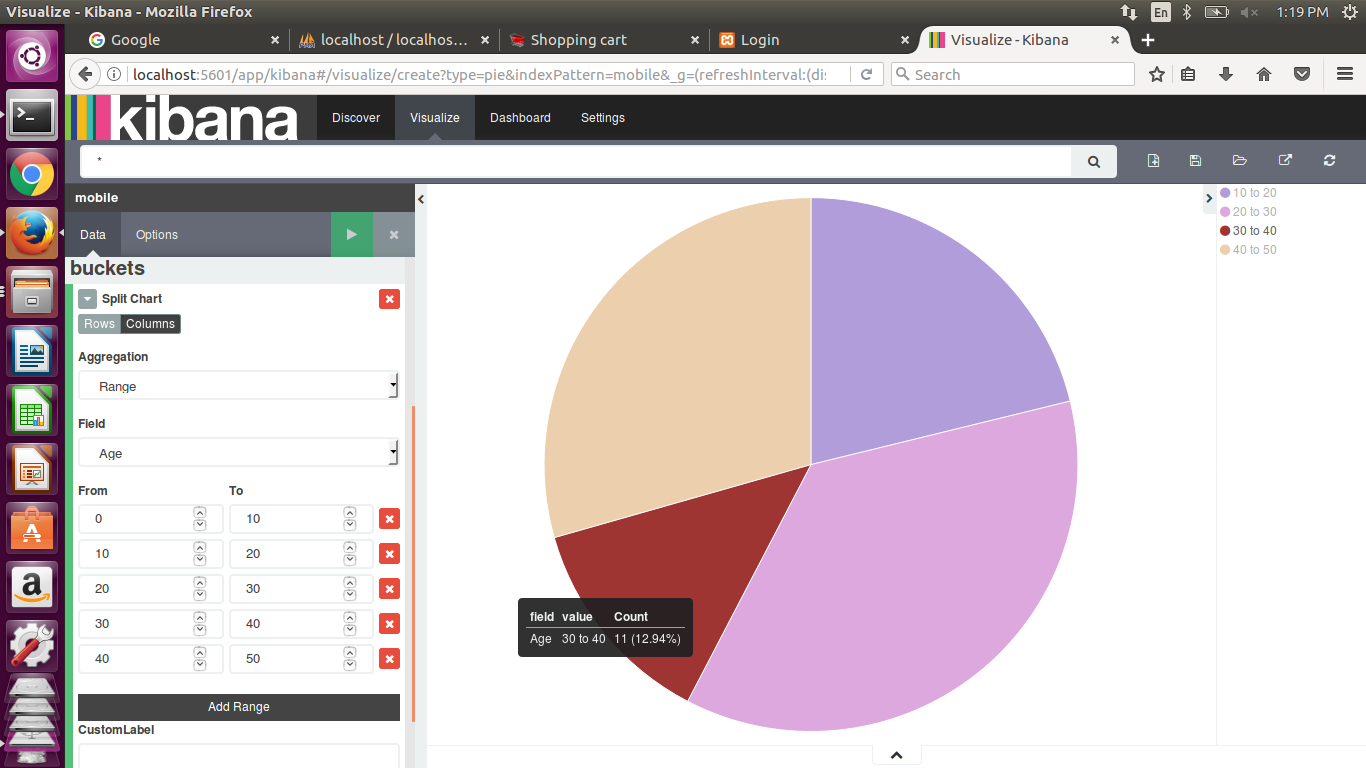 Visualize - Kibana - Mozilla Firefox
En
1:19 PM
Google
localhost / localhos...
Shopping cart
Login
Visualize - Kibana
localhost:5601/app/kibana#/visualize/create?type=pie&indexPattern=mobile&_g=(refreshInterval:(dis
Search
kibana
Discover
Visualize
Dashboard
Settings
*
mobile
Data
Options
buckets
Split Chart
Rows
Columns
Aggregation
Range
Field
Age
From To
0 10
10 20
20 30
30 40
40 50
Add Range
CustomLabel
field value Count
Age 30 to 40 11 (12.94%)
10 to 20
20 to 30
30 to 40
40 to 50